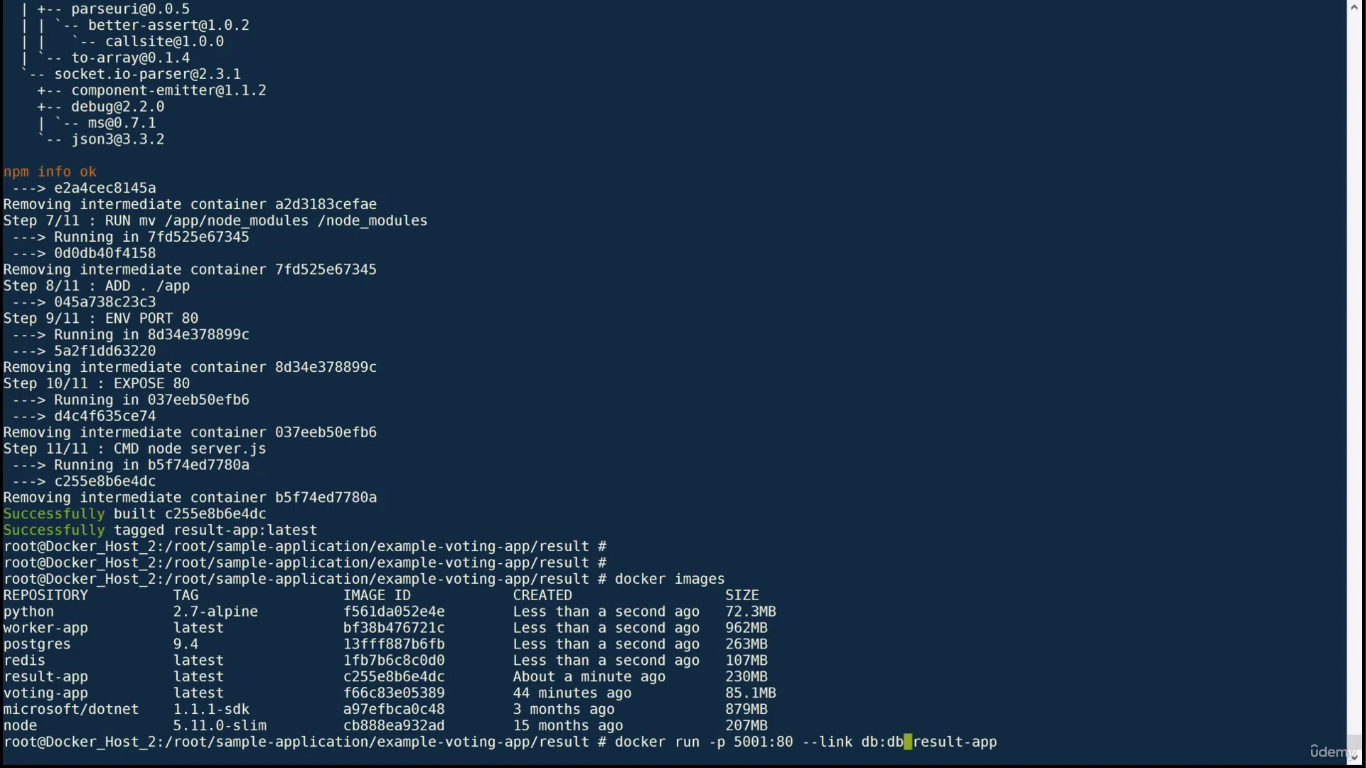 | +-- parseuri@0.0.5
| | `-- better-assert@1.0.2
| |   `-- callsite@1.0.0
| `-- to-array@0.1.4
`-- socket.io-parser@2.3.1
  +-- component-emitter@1.1.2
  +-- debug@2.2.0
  | `-- ms@0.7.1
  `-- json3@3.3.2
npm info ok
 ---> e2a4cec8145a
Removing intermediate container a2d3183cefae
Step 7/11 : RUN mv /app/node_modules /node_modules
 ---> Running in 7fd525e67345
 ---> 0d0db40f4158
Removing intermediate container 7fd525e67345
Step 8/11 : ADD . /app
 ---> 045a738c23c3
Step 9/11 : ENV PORT 80
 ---> Running in 8d34e378899c
 ---> 5a2f1dd63220
Removing intermediate container 8d34e378899c
Step 10/11 : EXPOSE 80
 ---> Running in 037eeb50efb6
 ---> d4c4f635ce74
Removing intermediate container 037eeb50efb6
Step 11/11 : CMD node server.js
 ---> Running in b5f74ed7780a
 ---> c255e8b6e4dc
Removing intermediate container b5f74ed7780a
Successfully built c255e8b6e4dc
Successfully tagged result-app:latest
root@Docker_Host_2:/root/sample-application/example-voting-app/result #
root@Docker_Host_2:/root/sample-application/example-voting-app/result #
root@Docker_Host_2:/root/sample-application/example-voting-app/result # docker images
REPOSITORY TAG IMAGE ID CREATED SIZE
python 2.7-alpine f561da052e4e Less than a second ago 72.3MB
worker-app latest bf38b476721c Less than a second ago 962MB
postgres 9.4 13fff887b6fb Less than a second ago 263MB
redis latest 1fb7b6c8c0d0 Less than a second ago 107MB
result-app latest c255e8b6e4dc About a minute ago 230MB
voting-app latest f66c83e05389 44 minutes ago 85.1MB
microsoft/dotnet 1.1.1-sdk a97efbca0c48 3 months ago 879MB
node 5.11.0-slim cb888ea932ad 15 months ago 207MB
root@Docker_Host_2:/root/sample-application/example-voting-app/result # docker run -p 5001:80 --link db:db result-app
ûdemy